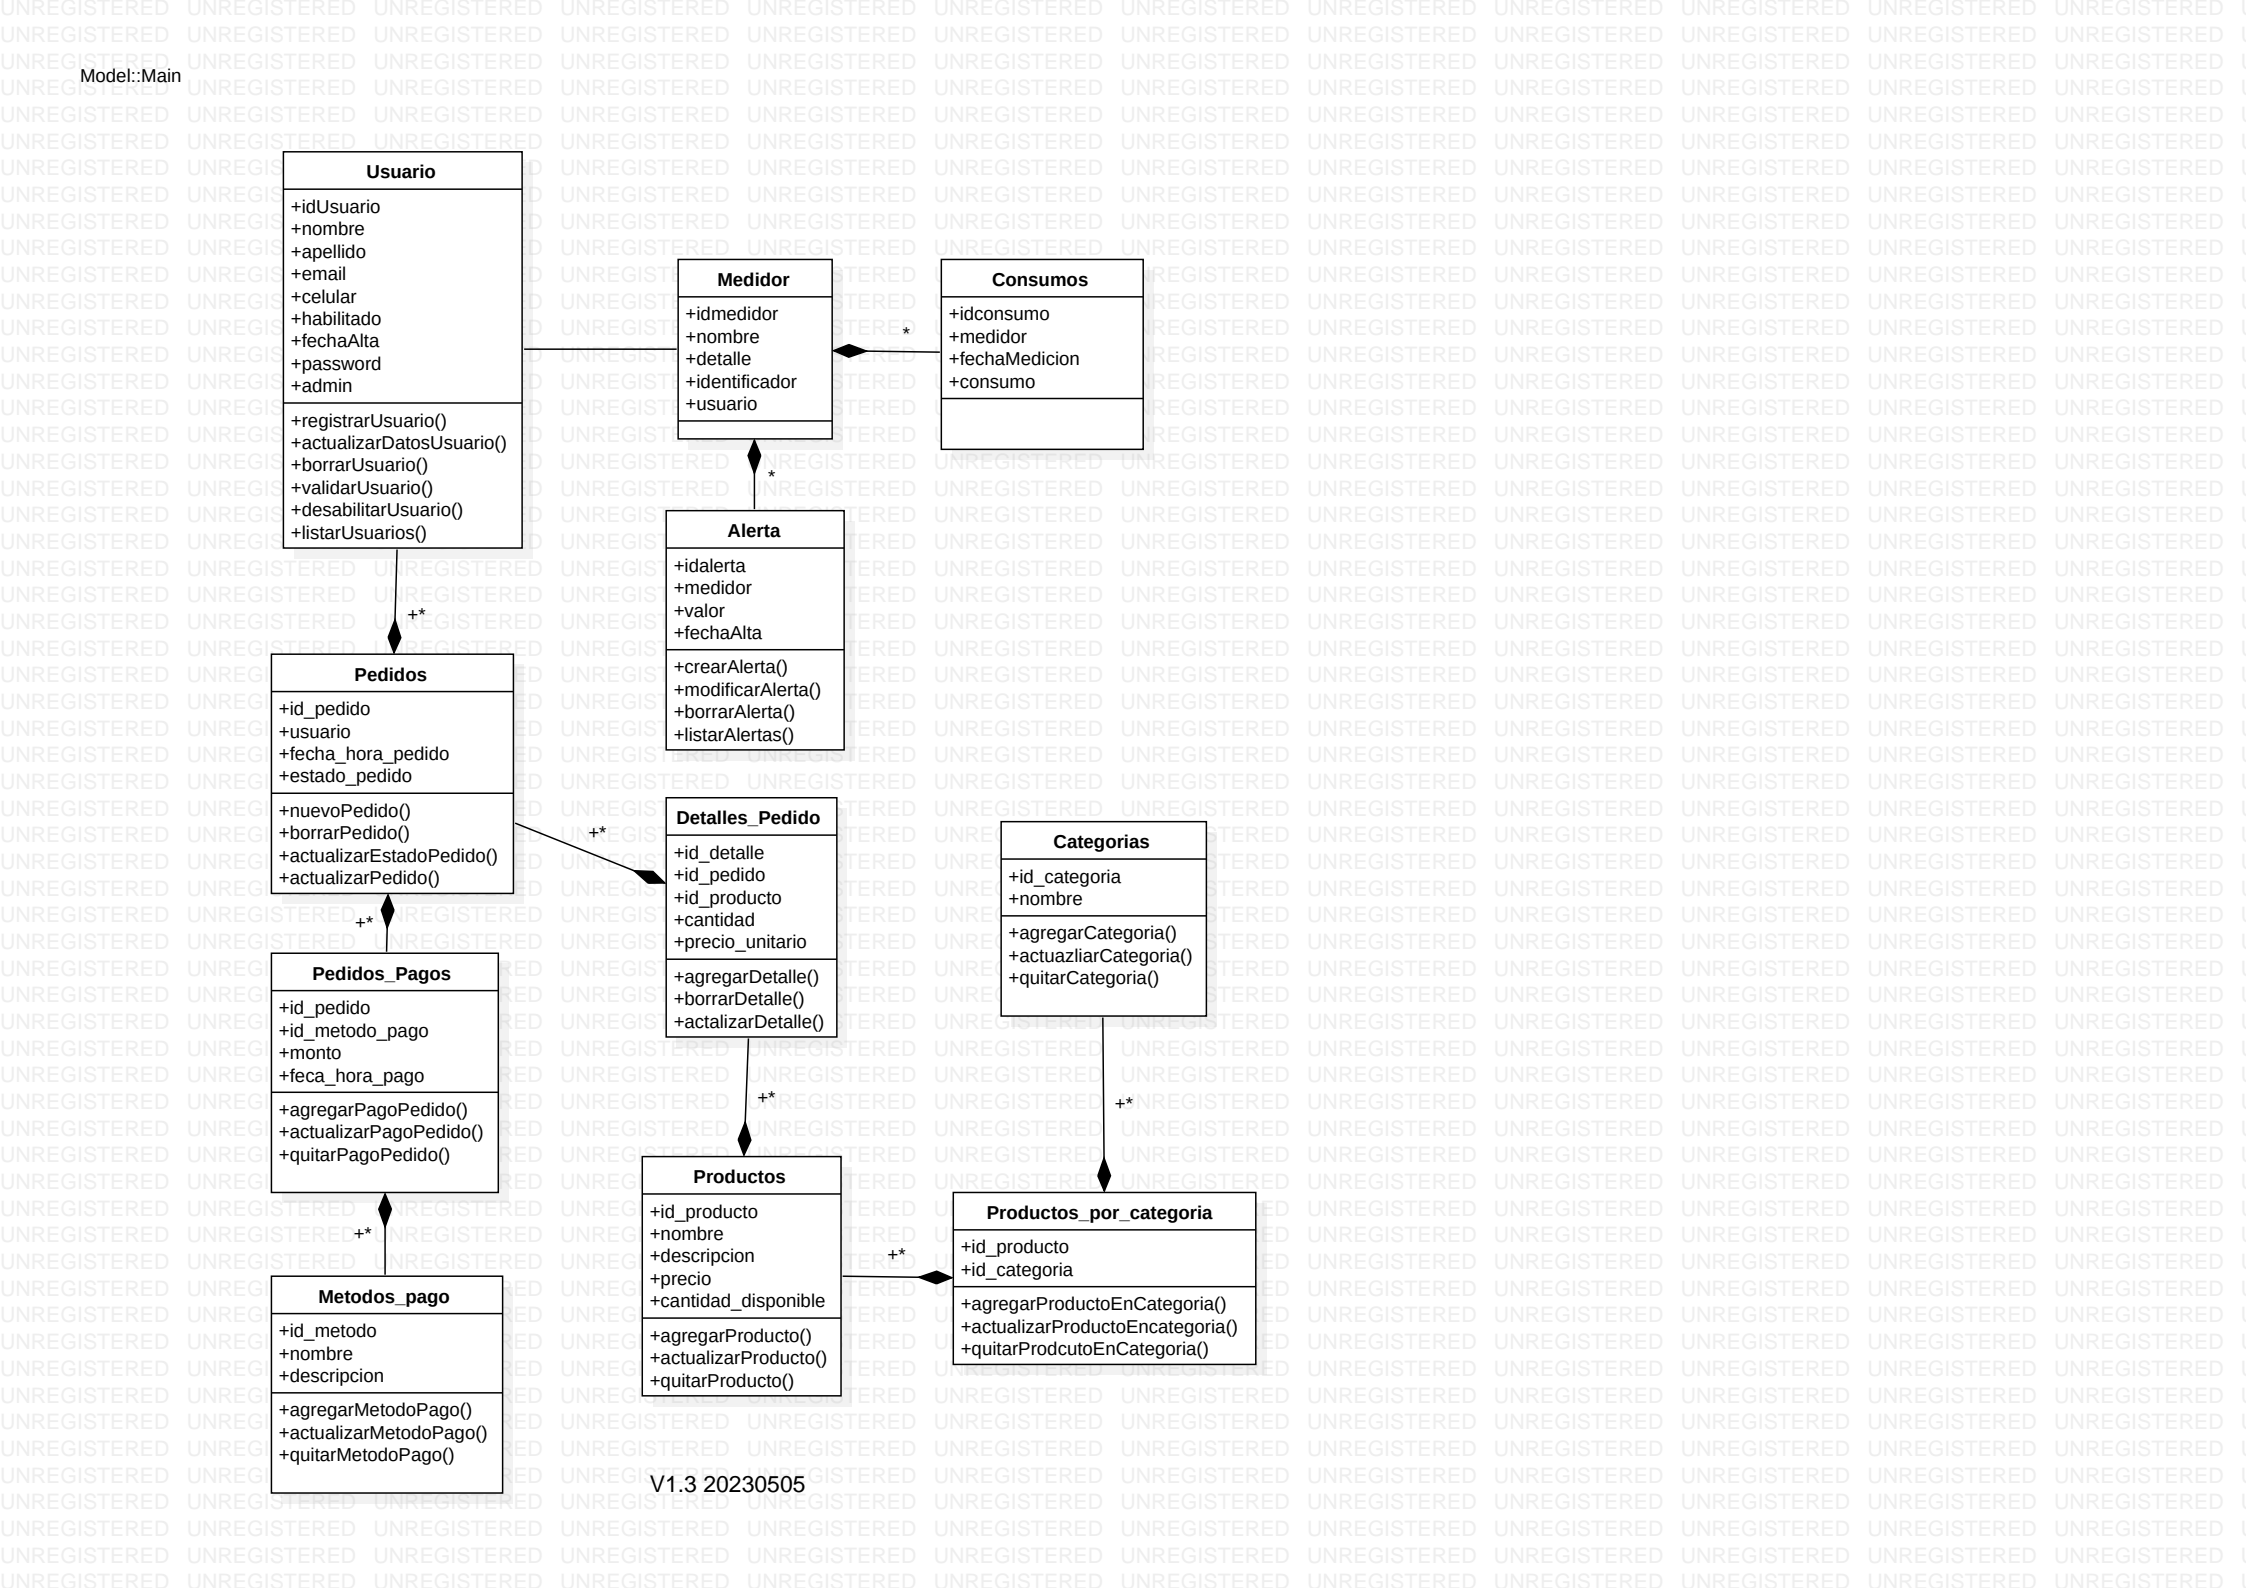 Model::Main
Usuario
+idUsuario
+nombre
+apellido
+email
+celular
+habilitado
+fechaAlta
+password
+admin
+registrarUsuario()
+actualizarDatosUsuario()
+borrarUsuario()
+validarUsuario()
+desabilitarUsuario()
+listarUsuarios()
Medidor
+idmedidor
+nombre
+detalle
+identificador
+usuario
*
Consumos
+idconsumo
+medidor
+fechaMedicion
+consumo
*
Alerta
+idalerta
+medidor
+valor
+fechaAlta
+crearAlerta()
+modificarAlerta()
+borrarAlerta()
+listarAlertas()
+*
Pedidos
+id_pedido
+usuario
+fecha_hora_pedido
+estado_pedido
+nuevoPedido()
+borrarPedido()
+actualizarEstadoPedido()
+actualizarPedido()
+*
Detalles_Pedido
+id_detalle
+id_pedido
+id_producto
+cantidad
+precio_unitario
+agregarDetalle()
+borrarDetalle()
+actalizarDetalle()
Categorias
+id_categoria
+nombre
+agregarCategoria()
+actuazliarCategoria()
+quitarCategoria()
+*
Pedidos_Pagos
+id_pedido
+id_metodo_pago
+monto
+feca_hora_pago
+agregarPagoPedido()
+actualizarPagoPedido()
+quitarPagoPedido()
+*
+*
Productos
+id_producto
+nombre
+descripcion
+precio
+cantidad_disponible
+agregarProducto()
+actualizarProducto()
+quitarProducto()
+*
Productos_por_categoria
+id_producto
+id_categoria
+agregarProductoEnCategoria()
+actualizarProductoEncategoria()
+quitarProdcutoEnCategoria()
+*
Metodos_pago
+id_metodo
+nombre
+descripcion
+agregarMetodoPago()
+actualizarMetodoPago()
+quitarMetodoPago()
V1.3 20230505
UNREGISTERED